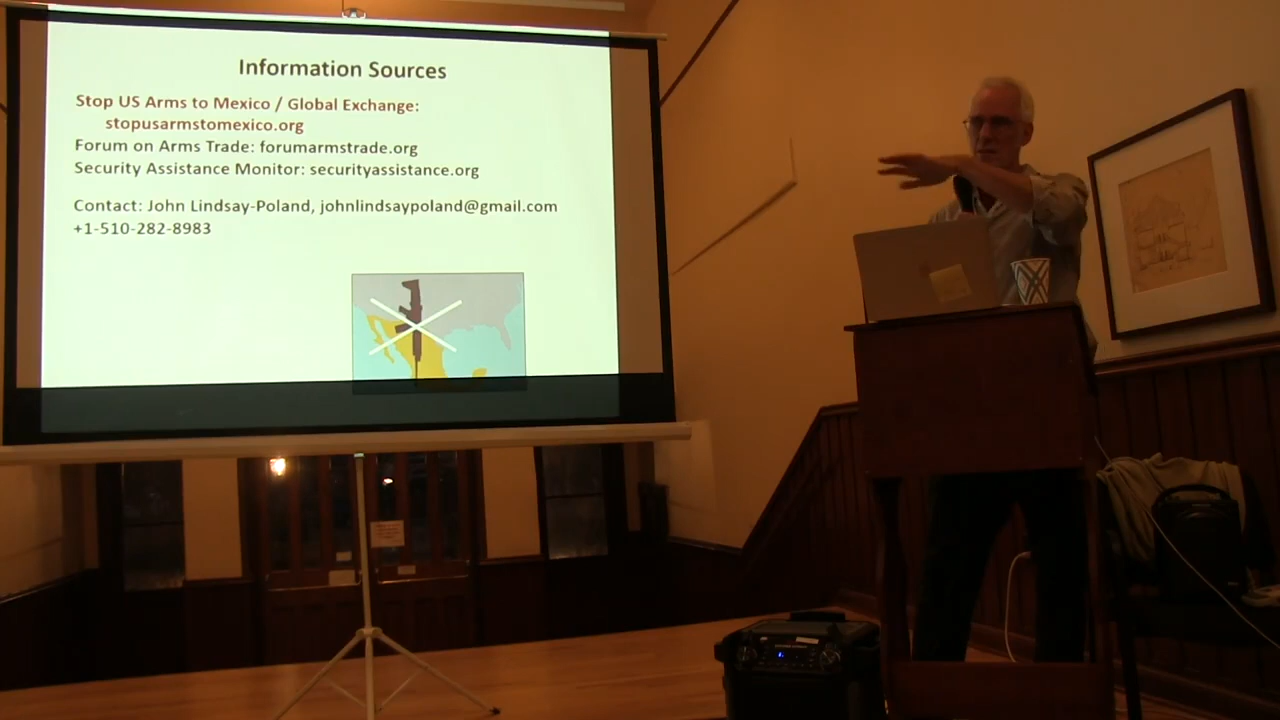 Information Sources
Stop US Arms to Mexico / Global Exchange:
stopusarmstomexico.org
Forum on Arms Trade: forumarmstrade.org
Security Assistance Monitor: securityassistance.org
Contact: John Lindsay-Poland, johnlindsaypoland@gmail.com
+1-510-282-8983